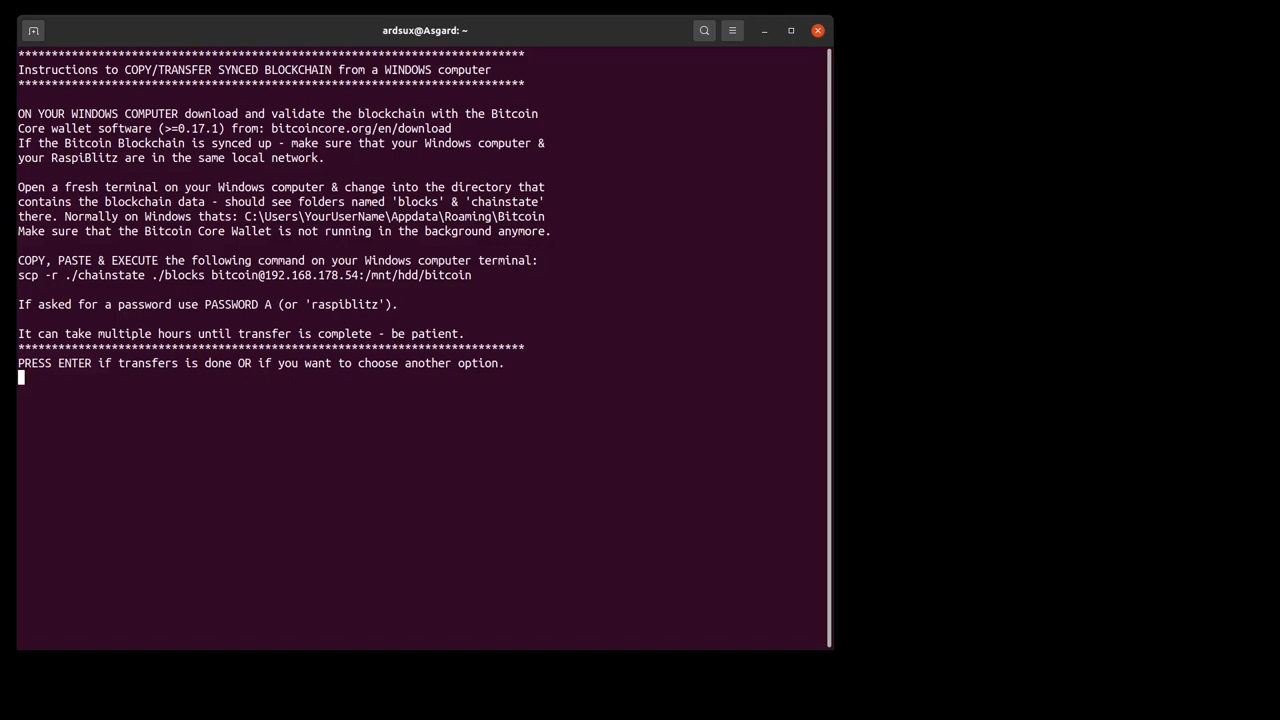 ardsux@Asgard: ~
****************************************************************************
Instructions to COPY/TRANSFER SYNCED BLOCKCHAIN from a WINDOWS computer
****************************************************************************
ON YOUR WINDOWS COMPUTER download and validate the blockchain with the Bitcoin
Core wallet software (>=0.17.1) from: bitcoincore.org/en/download
If the Bitcoin Blockchain is synced up - make sure that your Windows computer &
your RaspiBlitz are in the same local network.
Open a fresh terminal on your Windows computer & change into the directory that
contains the blockchain data - should see folders named 'blocks' & 'chainstate'
there. Normally on Windows thats: C:\Users\YourUserName\Appdata\Roaming\Bitcoin
Make sure that the Bitcoin Core Wallet is not running in the background anymore.
COPY, PASTE & EXECUTE the following command on your Windows computer terminal:
scp -r ./chainstate ./blocks bitcoin@192.168.178.54:/mnt/hdd/bitcoin
If asked for a password use PASSWORD A (or 'raspiblitz').
It can take multiple hours until transfer is complete - be patient.
****************************************************************************
PRESS ENTER if transfers is done OR if you want to choose another option.